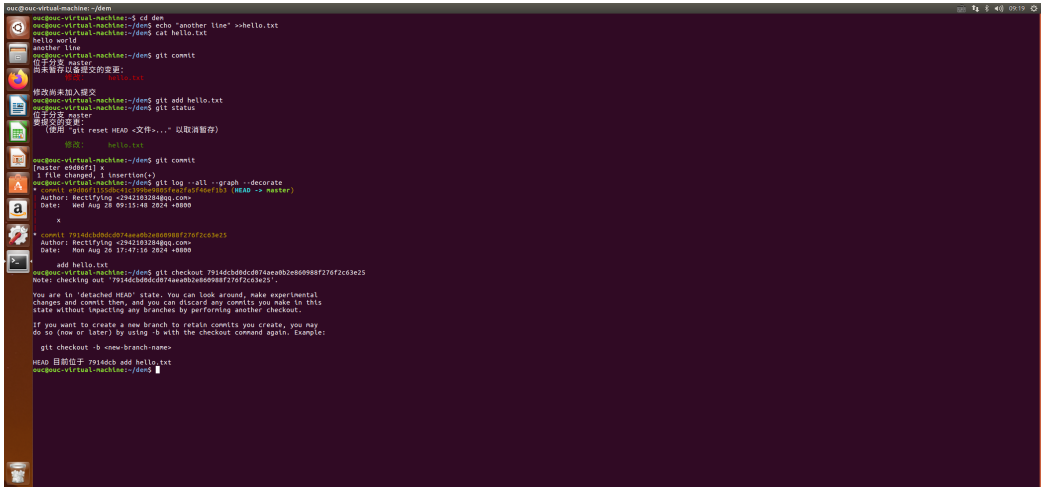 ouc@ouc-virtual-machine: ~/dem
09:19
ouc@ouc-virtual-machine:~$ cd dem
ouc@ouc-virtual-machine:~/dem$ echo "another line" >>hello.txt
ouc@ouc-virtual-machine:~/dem$ cat hello.txt
hello world
another line
ouc@ouc-virtual-machine:~/dem$ git commit
位于分支 master
尚未暂存以备提交的变更:
修改: hello.txt
修改尚未加入提交
ouc@ouc-virtual-machine:~/dem$ git add hello.txt
ouc@ouc-virtual-machine:~/dem$ git status
位于分支 master
要提交的变更:
(使用 "git reset HEAD <文件>..." 以取消暂存)
修改: hello.txt
ouc@ouc-virtual-machine:~/dem$ git commit
[master e9d06f1] x
1 file changed, 1 insertion(+)
ouc@ouc-virtual-machine:~/dem$ git log --all --graph --decorate
* commit e9d06f1155dbc41c399be9805fea2fa5f46ef1b3 (HEAD -> master)
| Author: Rectifying <2942103284@qq.com>
| Date: Wed Aug 28 09:15:48 2024 +0800
|
| x
|
* commit 7914dcbd0dcd074aea0b2e860988f276f2c63e25
Author: Rectifying <2942103284@qq.com>
Date: Mon Aug 26 17:47:16 2024 +0800
add hello.txt
ouc@ouc-virtual-machine:~/dem$ git checkout 7914dcbd0dcd074aea0b2e860988f276f2c63e25
Note: checking out '7914dcbd0dcd074aea0b2e860988f276f2c63e25'.
You are in 'detached HEAD' state. You can look around, make experimental
changes and commit them, and you can discard any commits you make in this
state without impacting any branches by performing another checkout.
If you want to create a new branch to retain commits you create, you may
do so (now or later) by using -b with the checkout command again. Example:
git checkout -b <new-branch-name>
HEAD 目前位于 7914dcb add hello.txt
ouc@ouc-virtual-machine:~/dem$